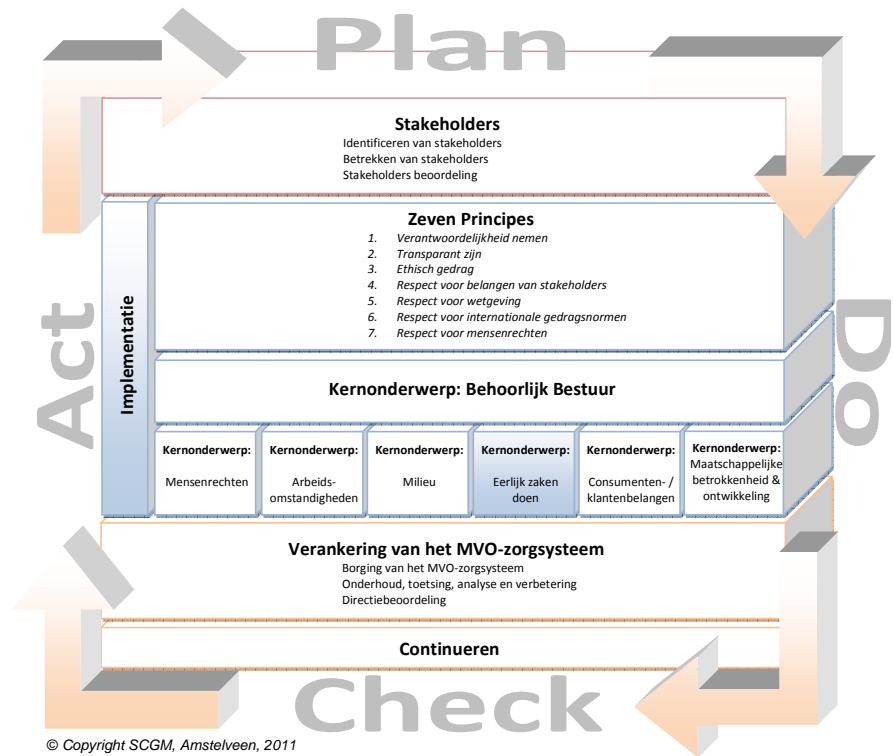 Plan
Stakeholders
Identificeren van stakeholders
Betrekken van stakeholders
Stakeholders beoordeling
Zeven Principes
1. Verantwoordelijkheid nemen
2. Transparant zijn
3. Ethisch gedrag
4. Respect voor belangen van stakeholders
5. Respect voor wetgeving
6. Respect voor internationale gedragsnormen
7. Respect voor mensenrechten
Implementatie
Act
Do
Kernonderwerp: Behoorlijk Bestuur
Kernonderwerp:
Mensenrechten
Kernonderwerp:
Arbeids-
omstandigheden
Kernonderwerp:
Milieu
Kernonderwerp:
Eerlijk zaken
doen
Kernonderwerp:
Consumenten- /
klantenbelangen
Kernonderwerp:
Maatschappelijke
betrokkenheid &
ontwikkeling
Verankering van het MVO-zorgsysteem
Borging van het MVO-zorgsysteem
Onderhoud, toetsing, analyse en verbetering
Directiebeoordeling
Continueren
Check
© Copyright SCGM, Amstelveen, 2011